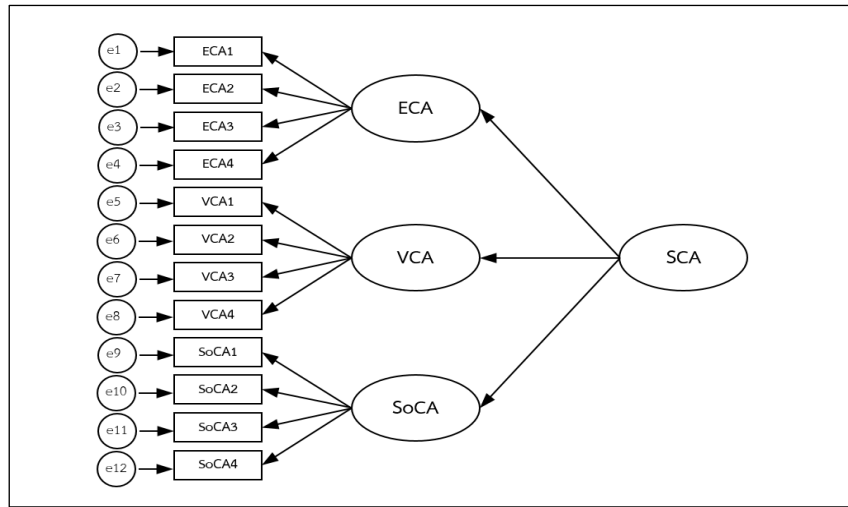 e1 ECA1
e2 ECA2
e3 ECA3
e4 ECA4
e5 VCA1
e6 VCA2
e7 VCA3
e8 VCA4
e9 SoCA1
e10 SoCA2
e11 SoCA3
e12 SoCA4
ECA
VCA
SoCA
SCA